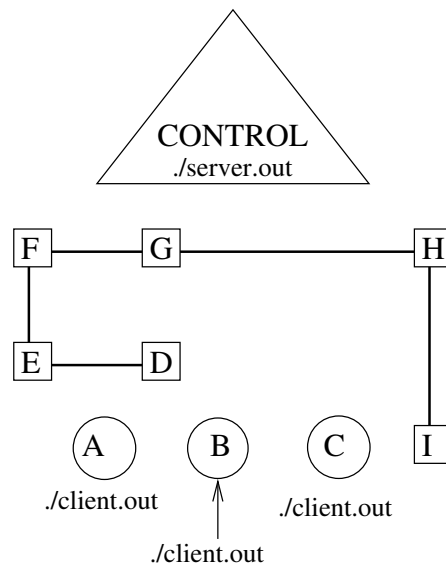 CONTROL
./server.out
F G H
E D
A B C I
./client.out ./client.out
./client.out